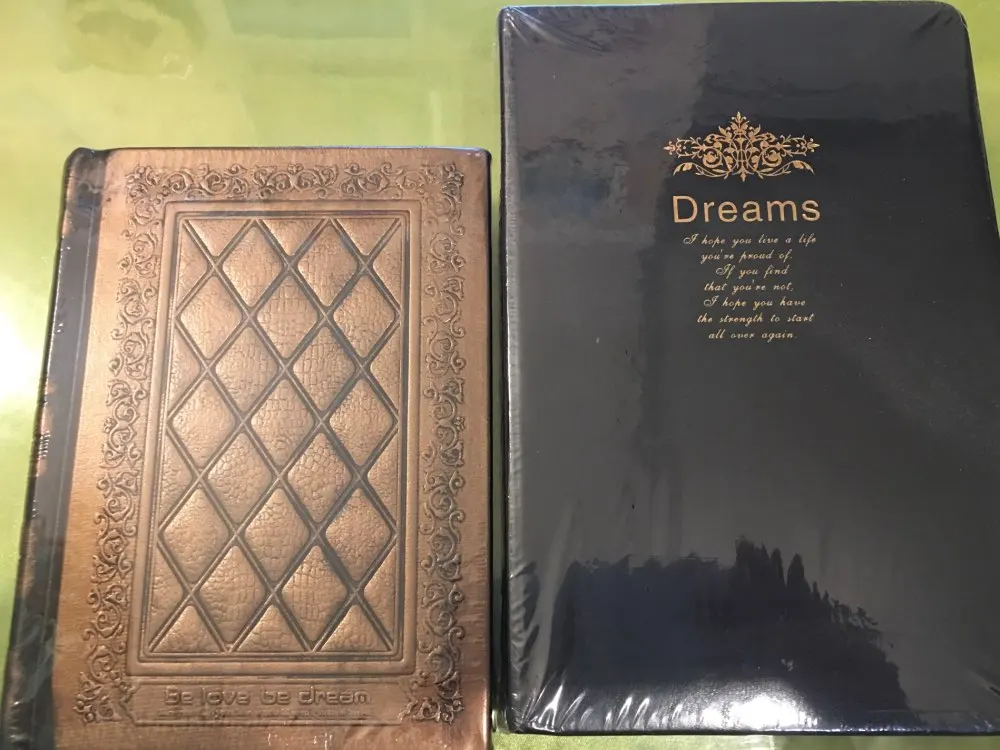 be love be dream
Dreams
I hope you live a life
you're proud of.
If you find
that you're not,
I hope you have
the strength to start
all over again.